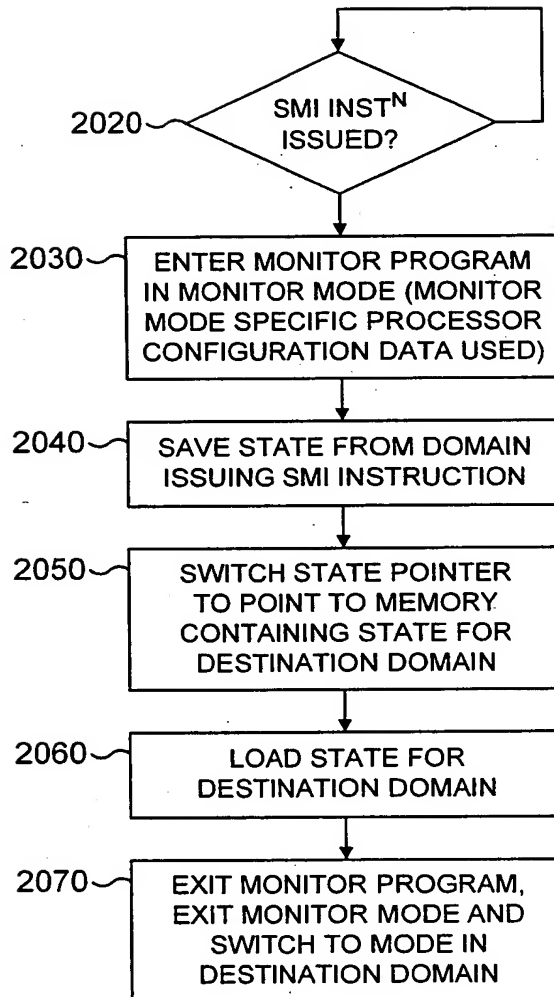 2020
SMI INSTᴺ
ISSUED?
2030
ENTER MONITOR PROGRAM
IN MONITOR MODE (MONITOR
MODE SPECIFIC PROCESSOR
CONFIGURATION DATA USED)
2040
SAVE STATE FROM DOMAIN
ISSUING SMI INSTRUCTION
2050
SWITCH STATE POINTER
TO POINT TO MEMORY
CONTAINING STATE FOR
DESTINATION DOMAIN
2060
LOAD STATE FOR
DESTINATION DOMAIN
2070
EXIT MONITOR PROGRAM,
EXIT MONITOR MODE AND
SWITCH TO MODE IN
DESTINATION DOMAIN